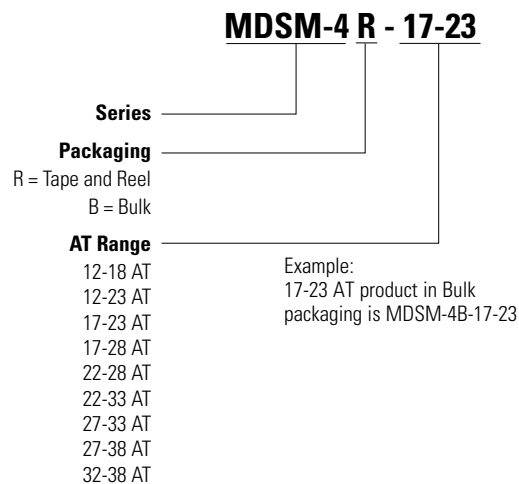 MDSM-4 R - 17-23
Series
Packaging
R = Tape and Reel
B = Bulk
AT Range
12-18 AT
12-23 AT
17-23 AT
17-28 AT
22-28 AT
22-33 AT
27-33 AT
27-38 AT
32-38 AT
Example:
17-23 AT product in Bulk
packaging is MDSM-4B-17-23